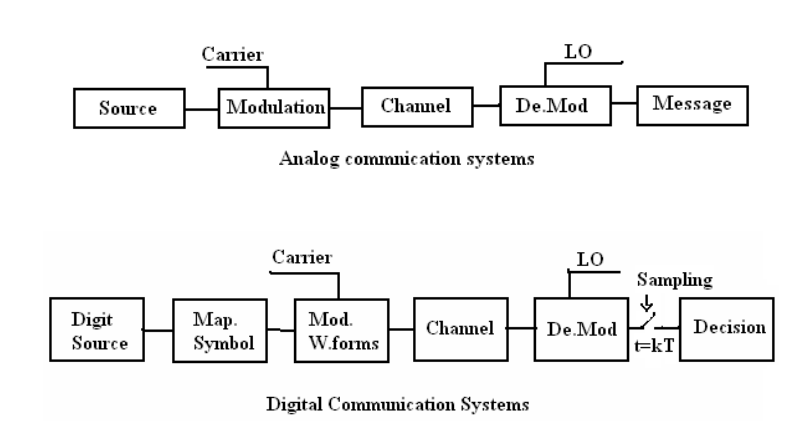 Carrier
LO
Source
Modulation
Channel
De.Mod
Message
Analog commnication systems
Carrier
LO
Sampling
Digit
Source
Map.
Symbol
Mod.
W.forms
Channel
De.Mod
t=kT
Decision
Digital Communication Systems